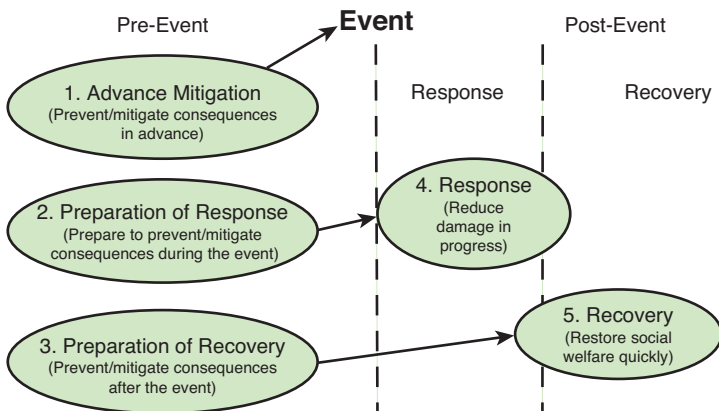 Pre-Event
Event
Post-Event
Response
Recovery
1. Advance Mitigation
(Prevent/mitigate consequences
in advance)
2. Preparation of Response
(Prepare to prevent/mitigate
consequences during the event)
4. Response
(Reduce
damage in
progress)
3. Preparation of Recovery
(Prevent/mitigate consequences
after the event)
5. Recovery
(Restore social
welfare quickly)